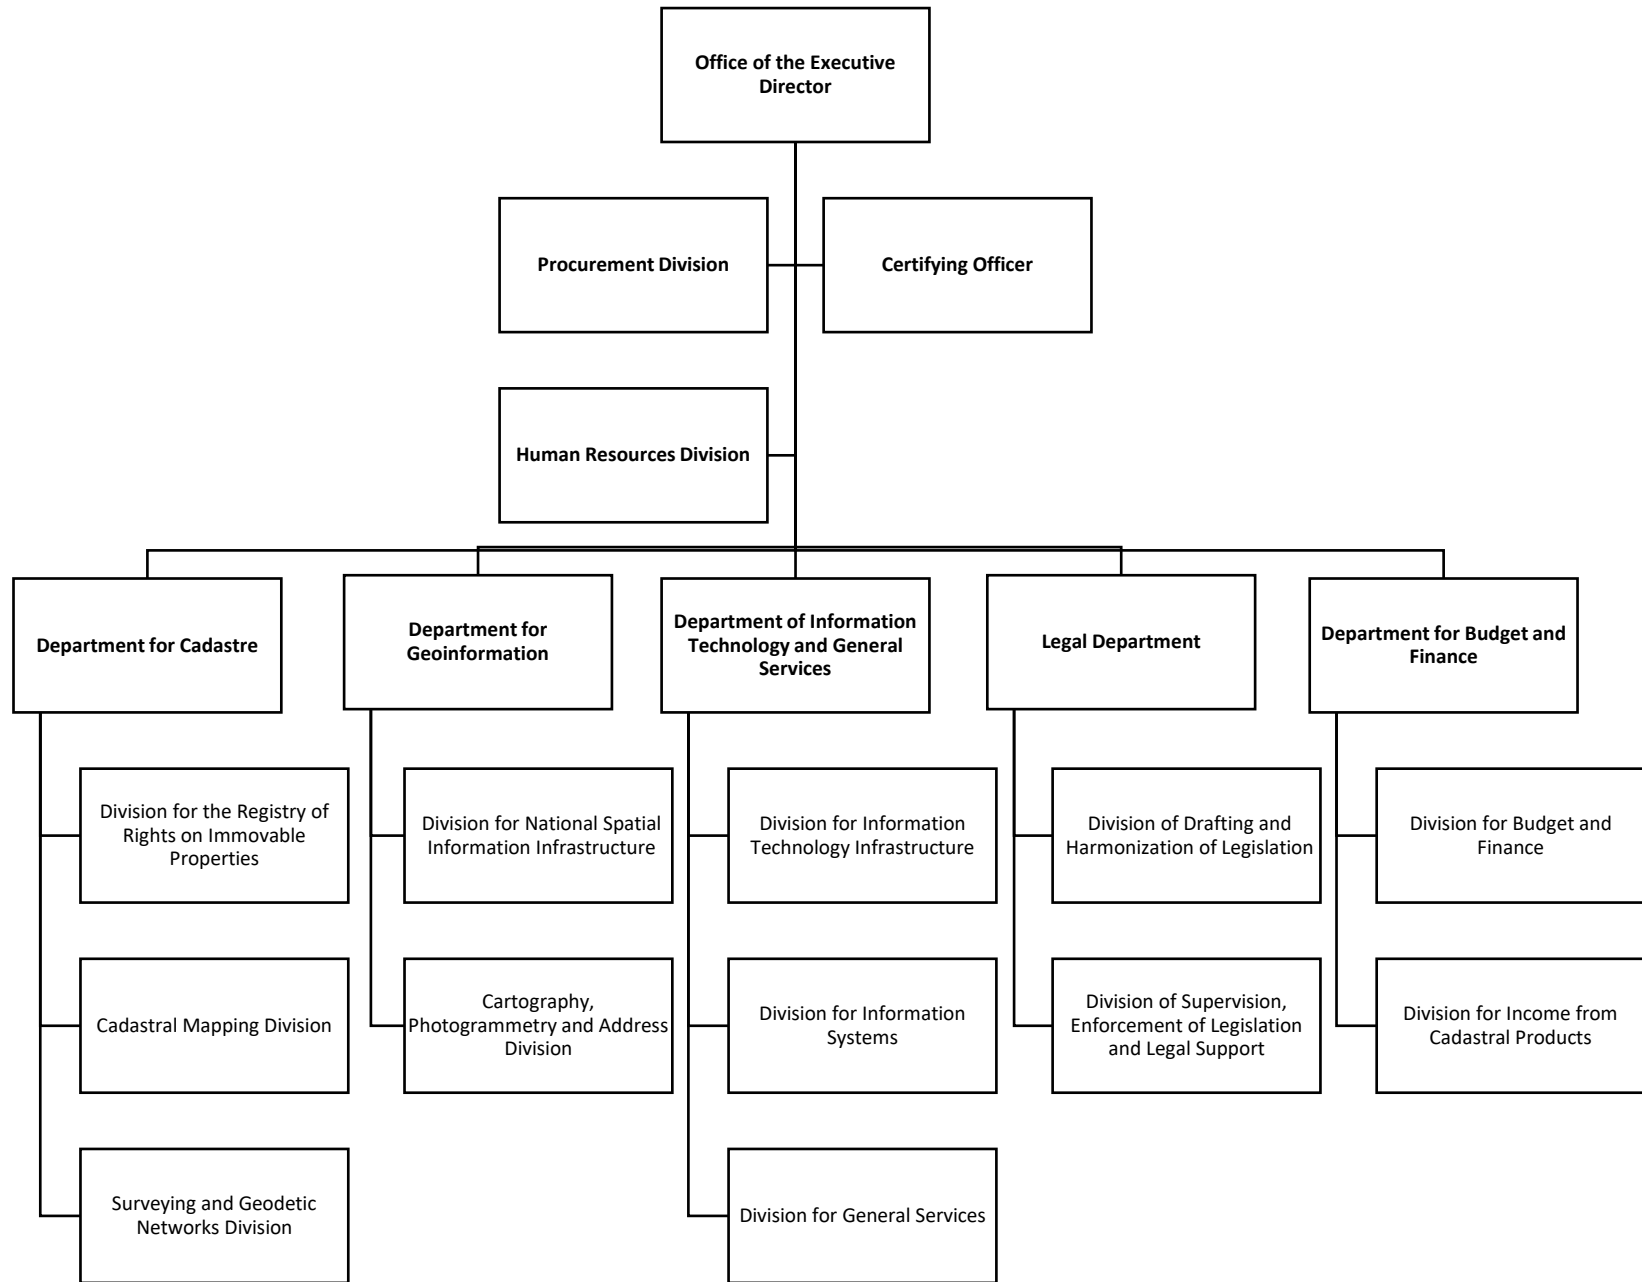 Office of the Executive
Director
Procurement Division
Certifying Officer
Human Resources Division
Department for Cadastre
Department for
Geoinformation
Department of Information
Technology and General
Services
Legal Department
Department for Budget and
Finance
Division for the Registry of
Rights on Immovable
Properties
Division for National Spatial
Information Infrastructure
Division for Information
Technology Infrastructure
Division of Drafting and
Harmonization of Legislation
Division for Budget and
Finance
Cadastral Mapping Division
Cartography,
Photogrammetry and Address
Division
Division for Information
Systems
Division of Supervision,
Enforcement of Legislation
and Legal Support
Division for Income from
Cadastral Products
Surveying and Geodetic
Networks Division
Division for General Services